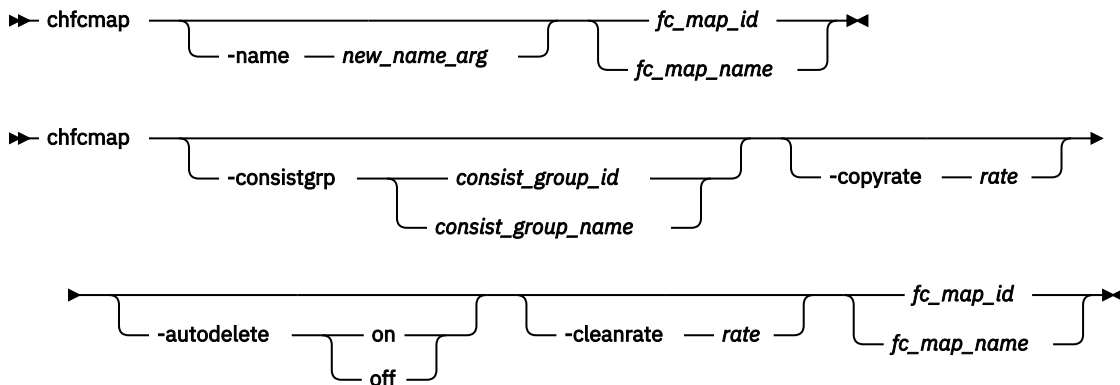 chfcmap fc_map_id
-name new_name_arg fc_map_name
chfcmap
-consistgrp consist_group_id -copyrate rate
consist_group_name
fc_map_id
-autodelete on -cleanrate rate fc_map_name
off